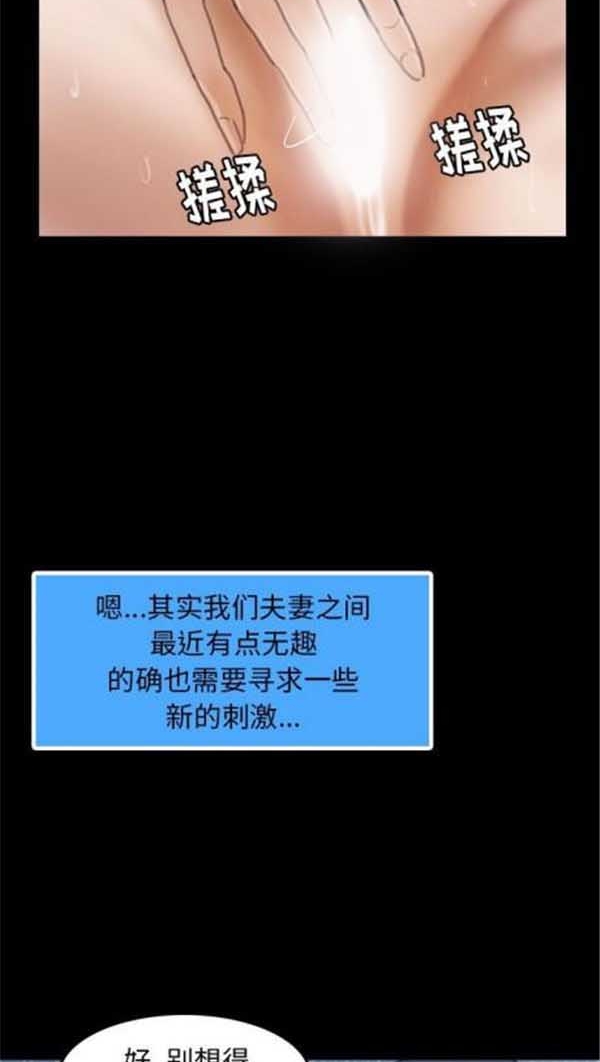 搓揉
搓揉
嗯...其实我们夫妻之间
最近有点无趣
的确也需要寻求一些
新的刺激...
好 别想得